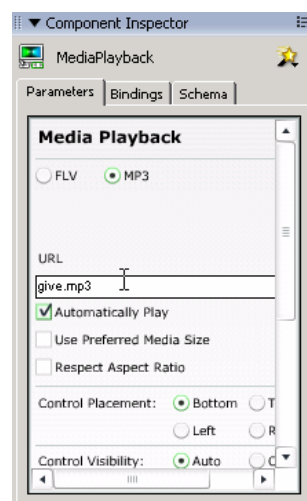 Component Inspector
MediaPlayback
Parameters Bindings Schema
Media Playback
FLV MP3
URL
give.mp3
Automatically Play
Use Preferred Media Size
Respect Aspect Ratio
Control Placement: Bottom T
Left R
Control Visibility: Auto